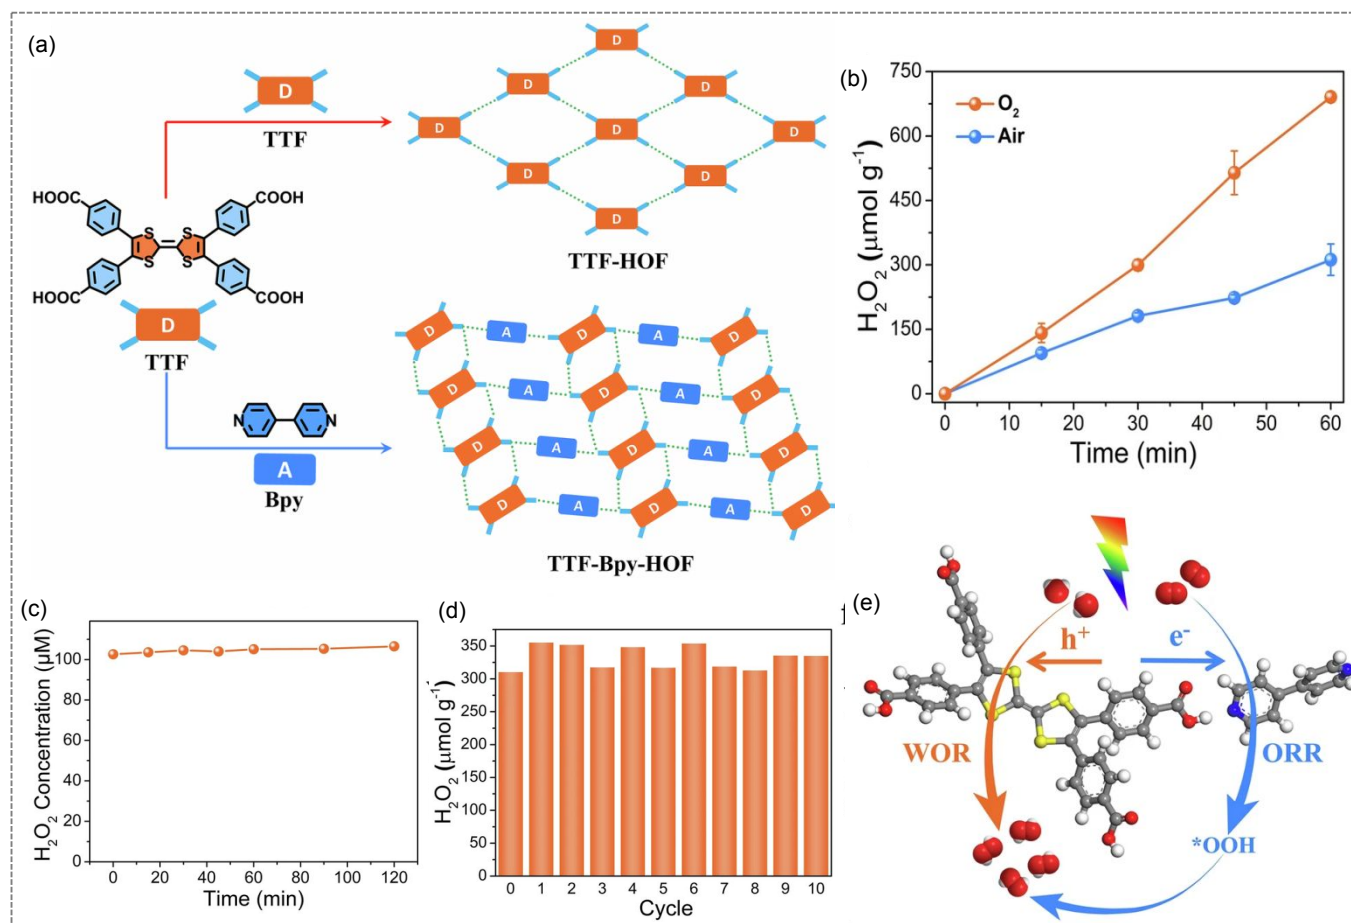 (a)
D
TTF
HOOC
COOH
S S
S S
HOOC
COOH
D
TTF
N N
A
Bpy
D
D D
D D D
D D
D
TTF-HOF
D A D A D
D A D A D
D A D A D
D A D A D
TTF-Bpy-HOF
(b)
H₂O₂ (μmol g⁻¹)
750
600
450
300
150
0
O₂
Air
0 10 20 30 40 50 60
Time (min)
(c)
H₂O₂ Concentration (μM)
100
80
60
40
20
0
0 20 40 60 80 100 120
Time (min)
(d)
H₂O₂ (μmol g⁻¹)
350
300
250
200
150
100
50
0
0 1 2 3 4 5 6 7 8 9 10
Cycle
(e)
h⁺ e⁻
WOR ORR
*OOH